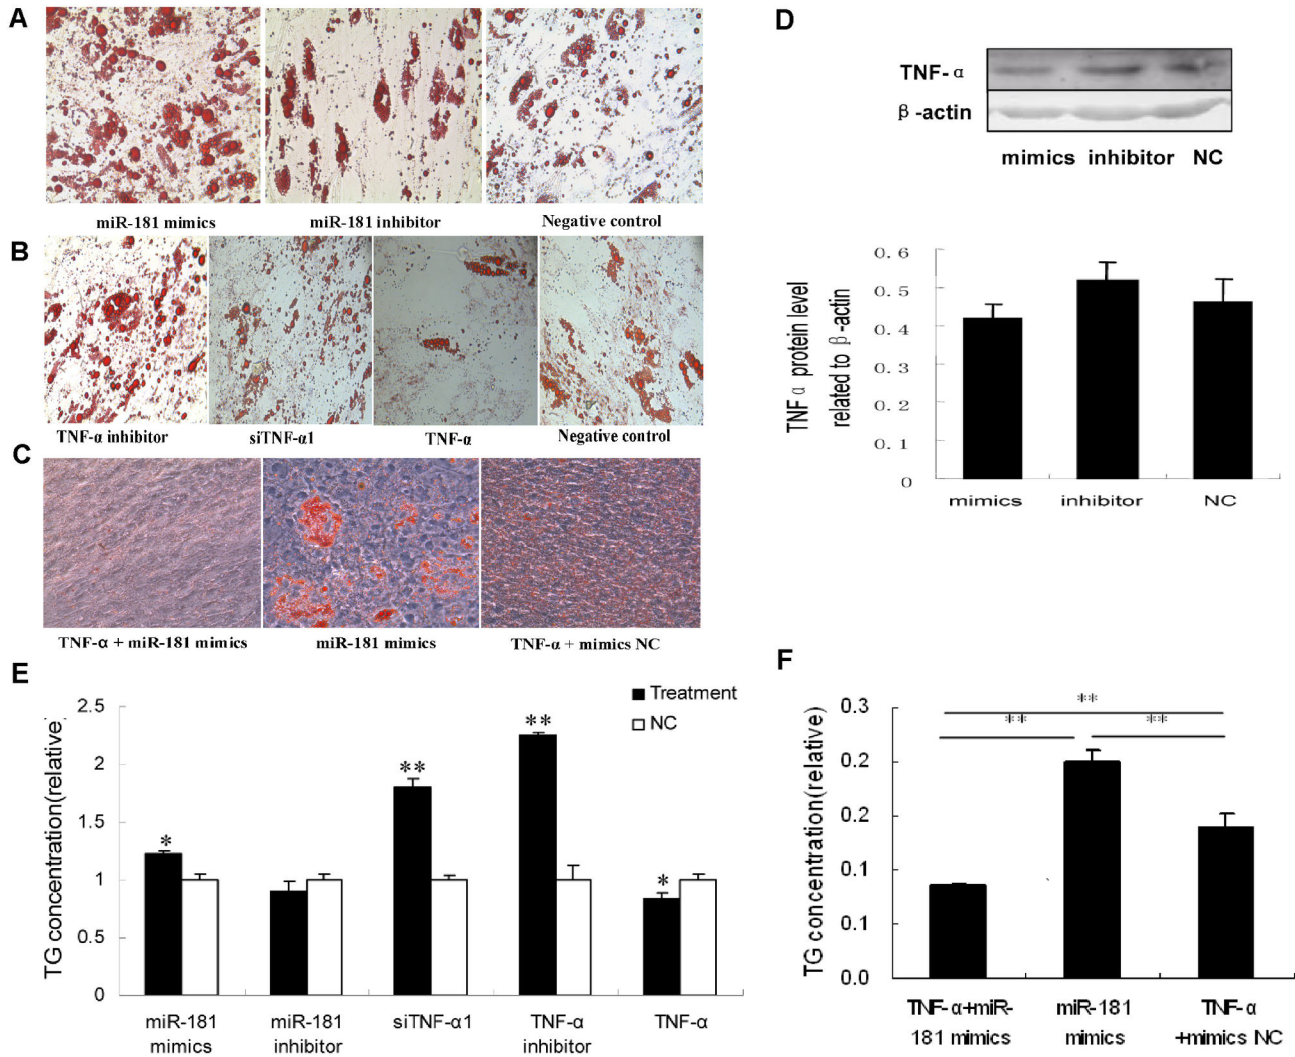 A
miR-181 mimics
miR-181 inhibitor
Negative control
B
TNF-α inhibitor
siTNF-α1
TNF-α
Negative control
C
TNF-α + miR-181 mimics
miR-181 mimics
TNF-α + mimics NC
D
TNF-α
β-actin
mimics inhibitor NC
TNFα protein level
related to β-actin
0.6
0.5
0.4
0.3
0.2
0.1
0
mimics
inhibitor
NC
E
TG concentration(relative)
2.5
2
1.5
1
0.5
0
Treatment
NC
*
**
**
*
miR-181
mimics
miR-181
inhibitor
siTNF-α1
TNF-α
inhibitor
TNF-α
F
TG concentration(relative)
0.3
0.2
0.2
0.1
0.1
0.0
**
**
**
TNF-α+miR-
181 mimics
miR-181
mimics
TNF-α
+mimics NC